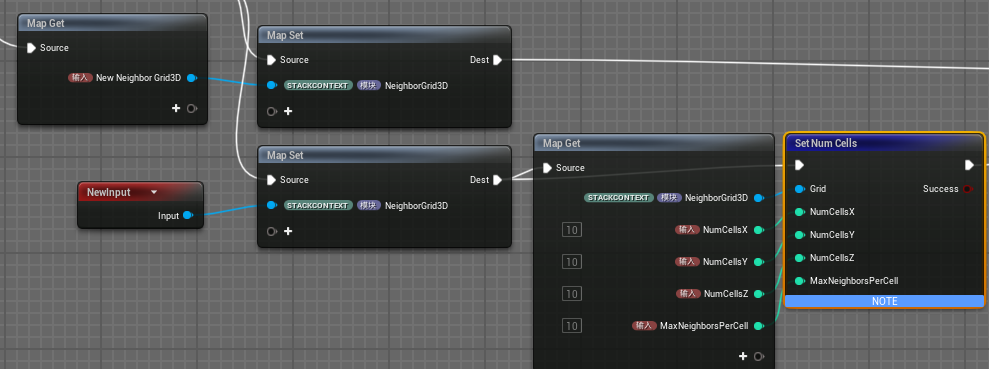 Map Get
Source
输入 New Neighbor Grid3D
Map Set
Source Dest
STACKCONTEXT 模块 NeighborGrid3D
Map Set
Source Dest
STACKCONTEXT 模块 NeighborGrid3D
NewInput
Input
Map Get
Source
STACKCONTEXT 模块 NeighborGrid3D
10 输入 NumCellsX
10 输入 NumCellsY
10 输入 NumCellsZ
10 输入 MaxNeighborsPerCell
Set Num Cells
Grid Success
NumCellsX
NumCellsY
NumCellsZ
MaxNeighborsPerCell
NOTE